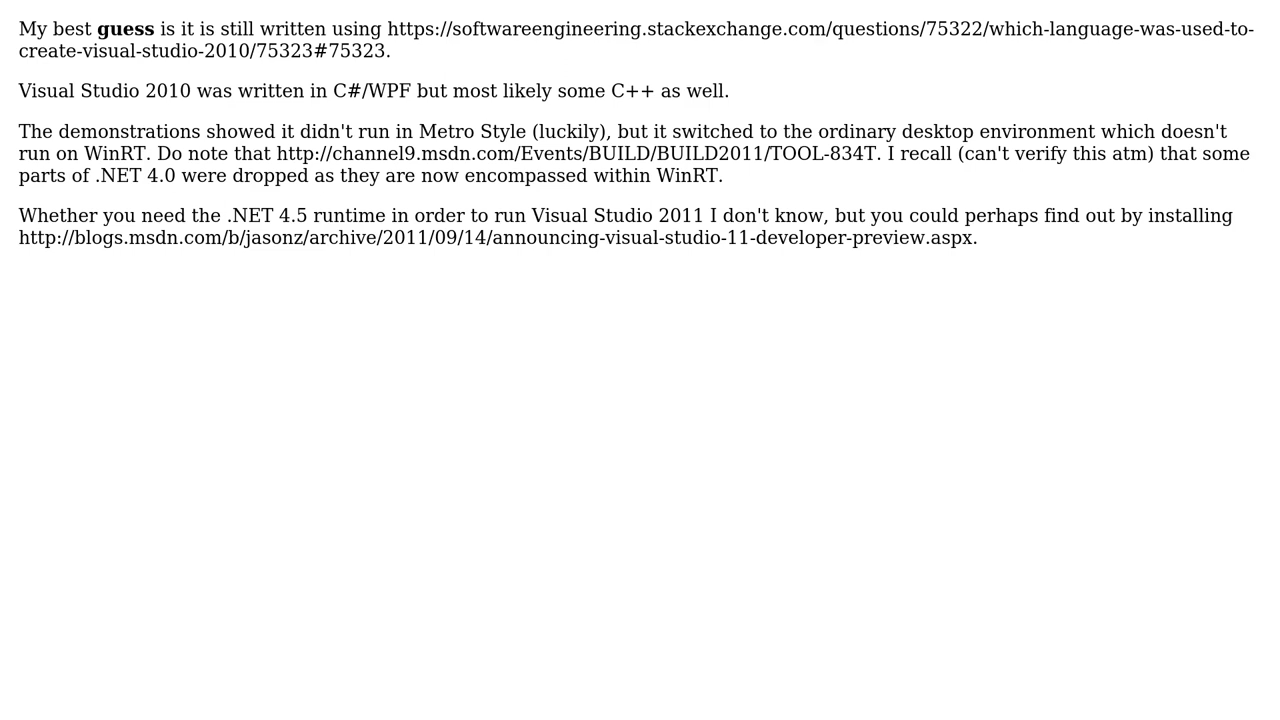 My best guess is it is still written using https://softwareengineering.stackexchange.com/questions/75322/which-language-was-used-to-
create-visual-studio-2010/75323#75323.
Visual Studio 2010 was written in C#/WPF but most likely some C++ as well.
The demonstrations showed it didn't run in Metro Style (luckily), but it switched to the ordinary desktop environment which doesn't
run on WinRT. Do note that http://channel9.msdn.com/Events/BUILD/BUILD2011/TOOL-834T. I recall (can't verify this atm) that some
parts of .NET 4.0 were dropped as they are now encompassed within WinRT.
Whether you need the .NET 4.5 runtime in order to run Visual Studio 2011 I don't know, but you could perhaps find out by installing
http://blogs.msdn.com/b/jasonz/archive/2011/09/14/announcing-visual-studio-11-developer-preview.aspx.